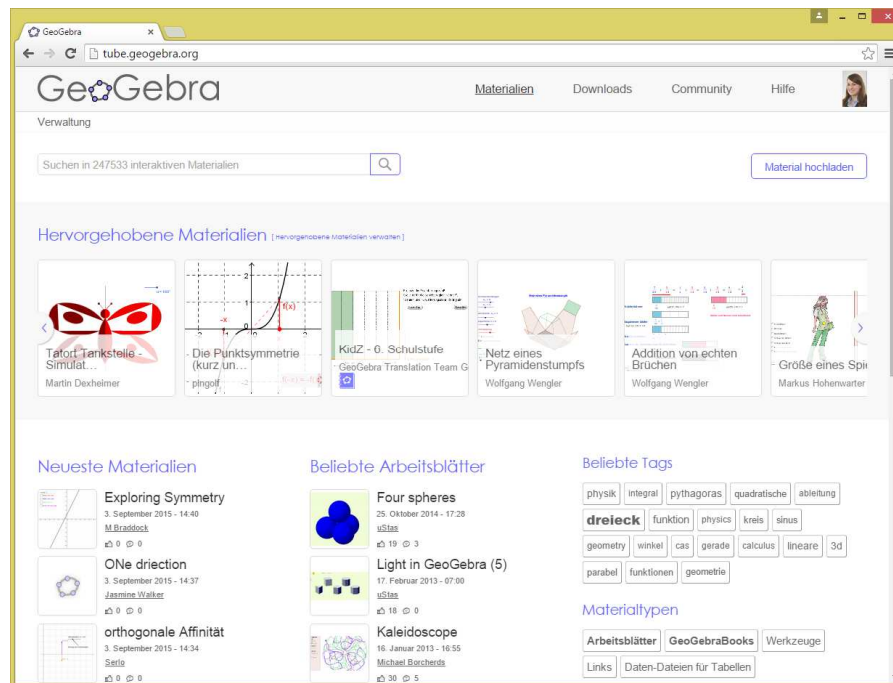 GeoGebra
tube.geogebra.org
GeoGebra
Materialien Downloads Community Hilfe
Verwaltung
Suchen in 247533 interaktiven Materialien
Material hochladen
Hervorgehobene Materialien [ Hervorgehobene Materialien verwalten ]
Tatort Tankstelle - Simulat...
Martin Dexheimer
Die Punktsymmetrie (kurz un...
plngolf
KidZ - 6. Schulstufe
GeoGebra Translation Team G
Netz eines Pyramidenstumpfs
Wolfgang Wengler
Addition von echten Brüchen
Wolfgang Wengler
Größe eines Spie
Markus Hohenwarter
Neueste Materialien
Exploring Symmetry
3. September 2015 - 14:40
M Braddock
0 0
ONe driection
3. September 2015 - 14:37
Jasmine Walker
0 0
orthogonale Affinität
3. September 2015 - 14:34
Serlo
0 0
Beliebte Arbeitsblätter
Four spheres
25. Oktober 2014 - 17:28
uStas
19 3
Light in GeoGebra (5)
17. Februar 2013 - 07:00
uStas
18 0
Kaleidoscope
16. Januar 2013 - 16:55
Michael Borcherds
30 5
Beliebte Tags
physik integral pythagoras quadratische ableitung
dreieck funktion physics kreis sinus
geometry winkel cas gerade calculus lineare 3d
parabel funktionen geometrie
Materialtypen
Arbeitsblätter GeoGebraBooks Werkzeuge
Links Daten-Dateien für Tabellen